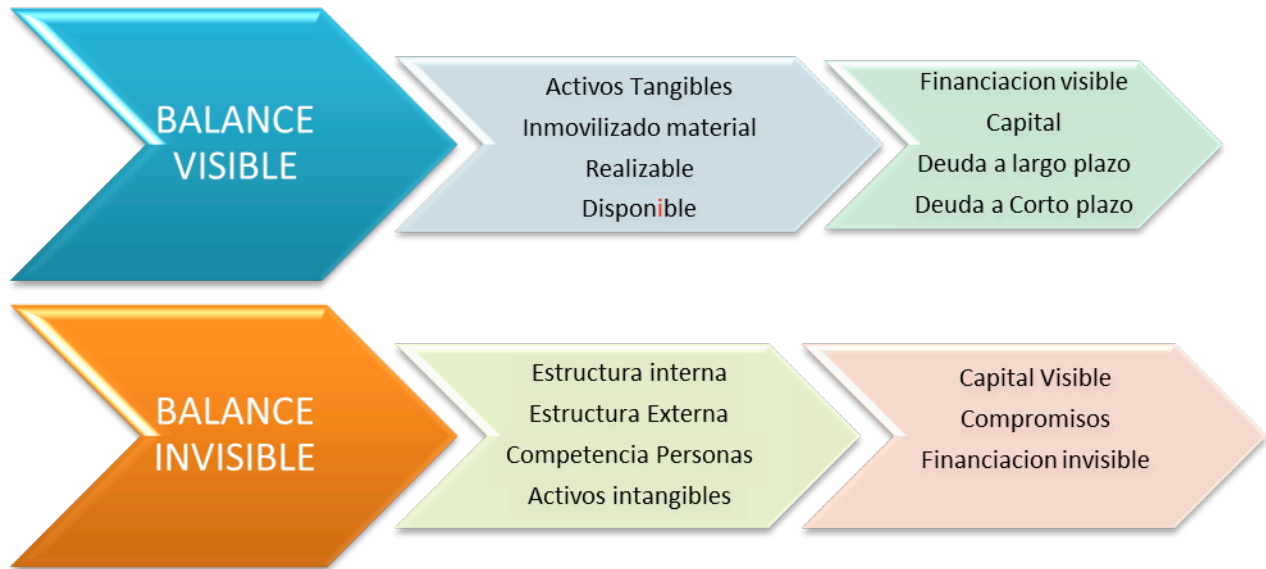 BALANCE
VISIBLE
Activos Tangibles
Inmovilizado material
Realizable
Disponible
Financiacion visible
Capital
Deuda a largo plazo
Deuda a Corto plazo
BALANCE
INVISIBLE
Estructura interna
Estructura Externa
Competencia Personas
Activos intangibles
Capital Visible
Compromisos
Financiacion invisible